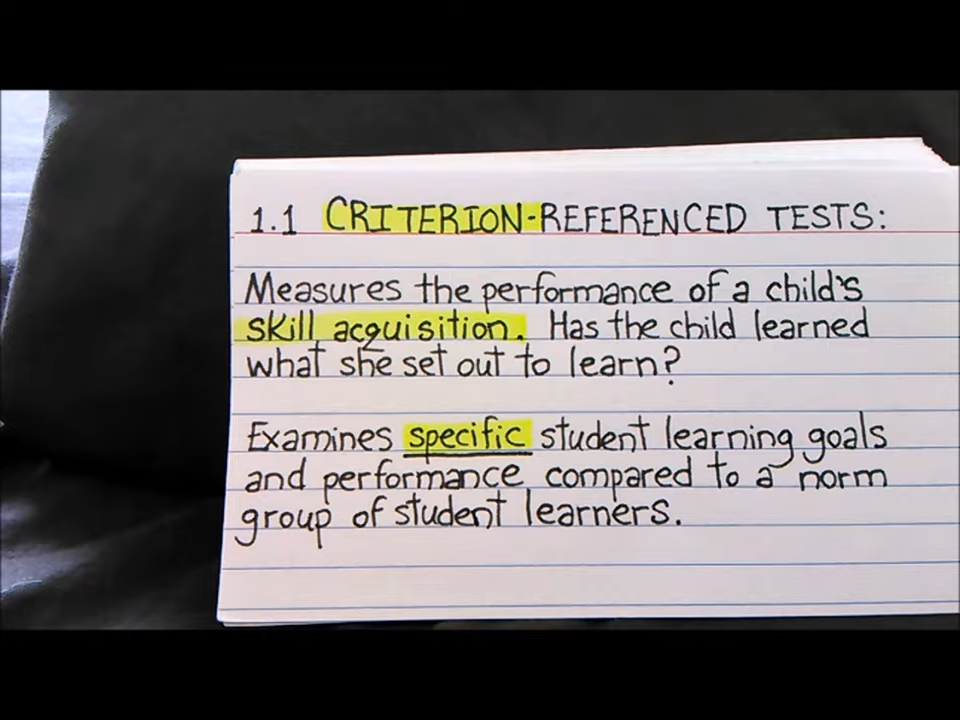 1.1 CRITERION-REFERENCED TESTS:
Measures the performance of a child's
skill acquisition. Has the child learned
what she set out to learn?
Examines specific student learning goals
and performance compared to a norm
group of student learners.